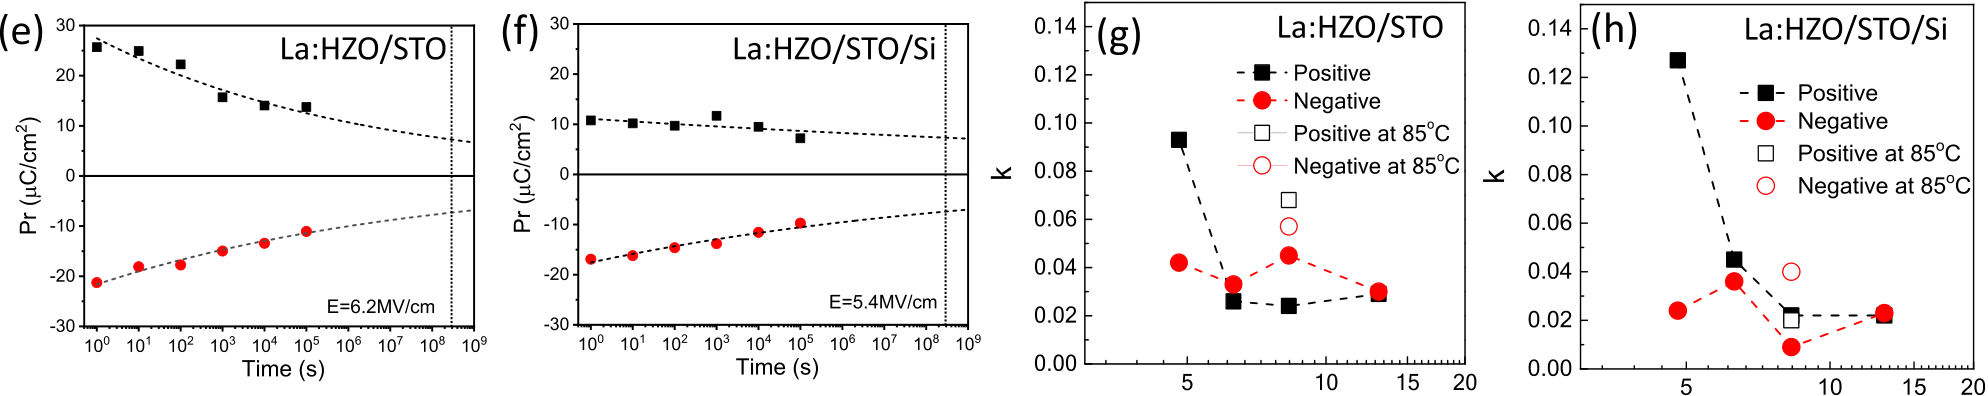 (e)
La:HZO/STO
30
20
10
0
-10
-20
-30
Pr (μC/cm²)
E=6.2MV/cm
10⁰ 10¹ 10² 10³ 10⁴ 10⁵ 10⁶ 10⁷ 10⁸ 10⁹
Time (s)
(f)
La:HZO/STO/Si
30
20
10
0
-10
-20
-30
Pr (μC/cm²)
E=5.4MV/cm
10⁰ 10¹ 10² 10³ 10⁴ 10⁵ 10⁶ 10⁷ 10⁸ 10⁹
Time (s)
(g)
La:HZO/STO
Positive
Negative
Positive at 85°C
Negative at 85°C
0.14
0.12
0.10
0.08
0.06
0.04
0.02
0.00
k
5 10 15 20
(h)
La:HZO/STO/Si
Positive
Negative
Positive at 85°C
Negative at 85°C
0.14
0.12
0.10
0.08
0.06
0.04
0.02
0.00
k
5 10 15 20